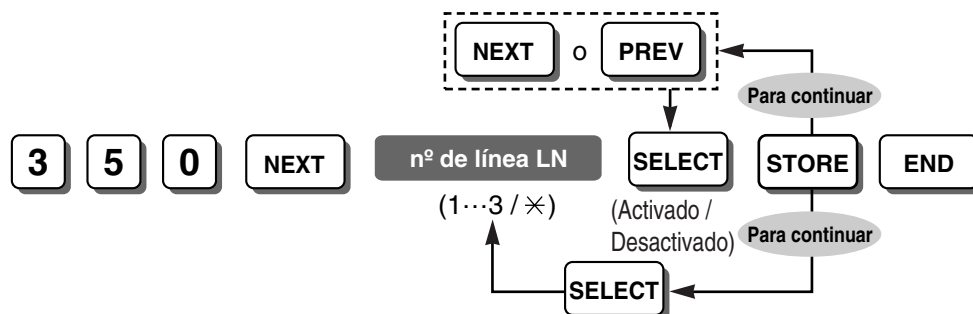 NEXT o PREV
Para continuar
3 5 0 NEXT nº de línea LN SELECT STORE END
(1···3 / ✳)
(Activado /
Desactivado)
Para continuar
SELECT